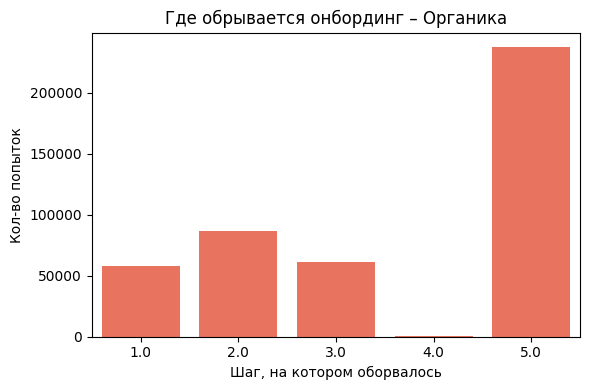 Где обрывается онбординг – Органика
Кол-во попыток
200000
150000
100000
50000
0
1.0 2.0 3.0 4.0 5.0
Шаг, на котором оборвалось